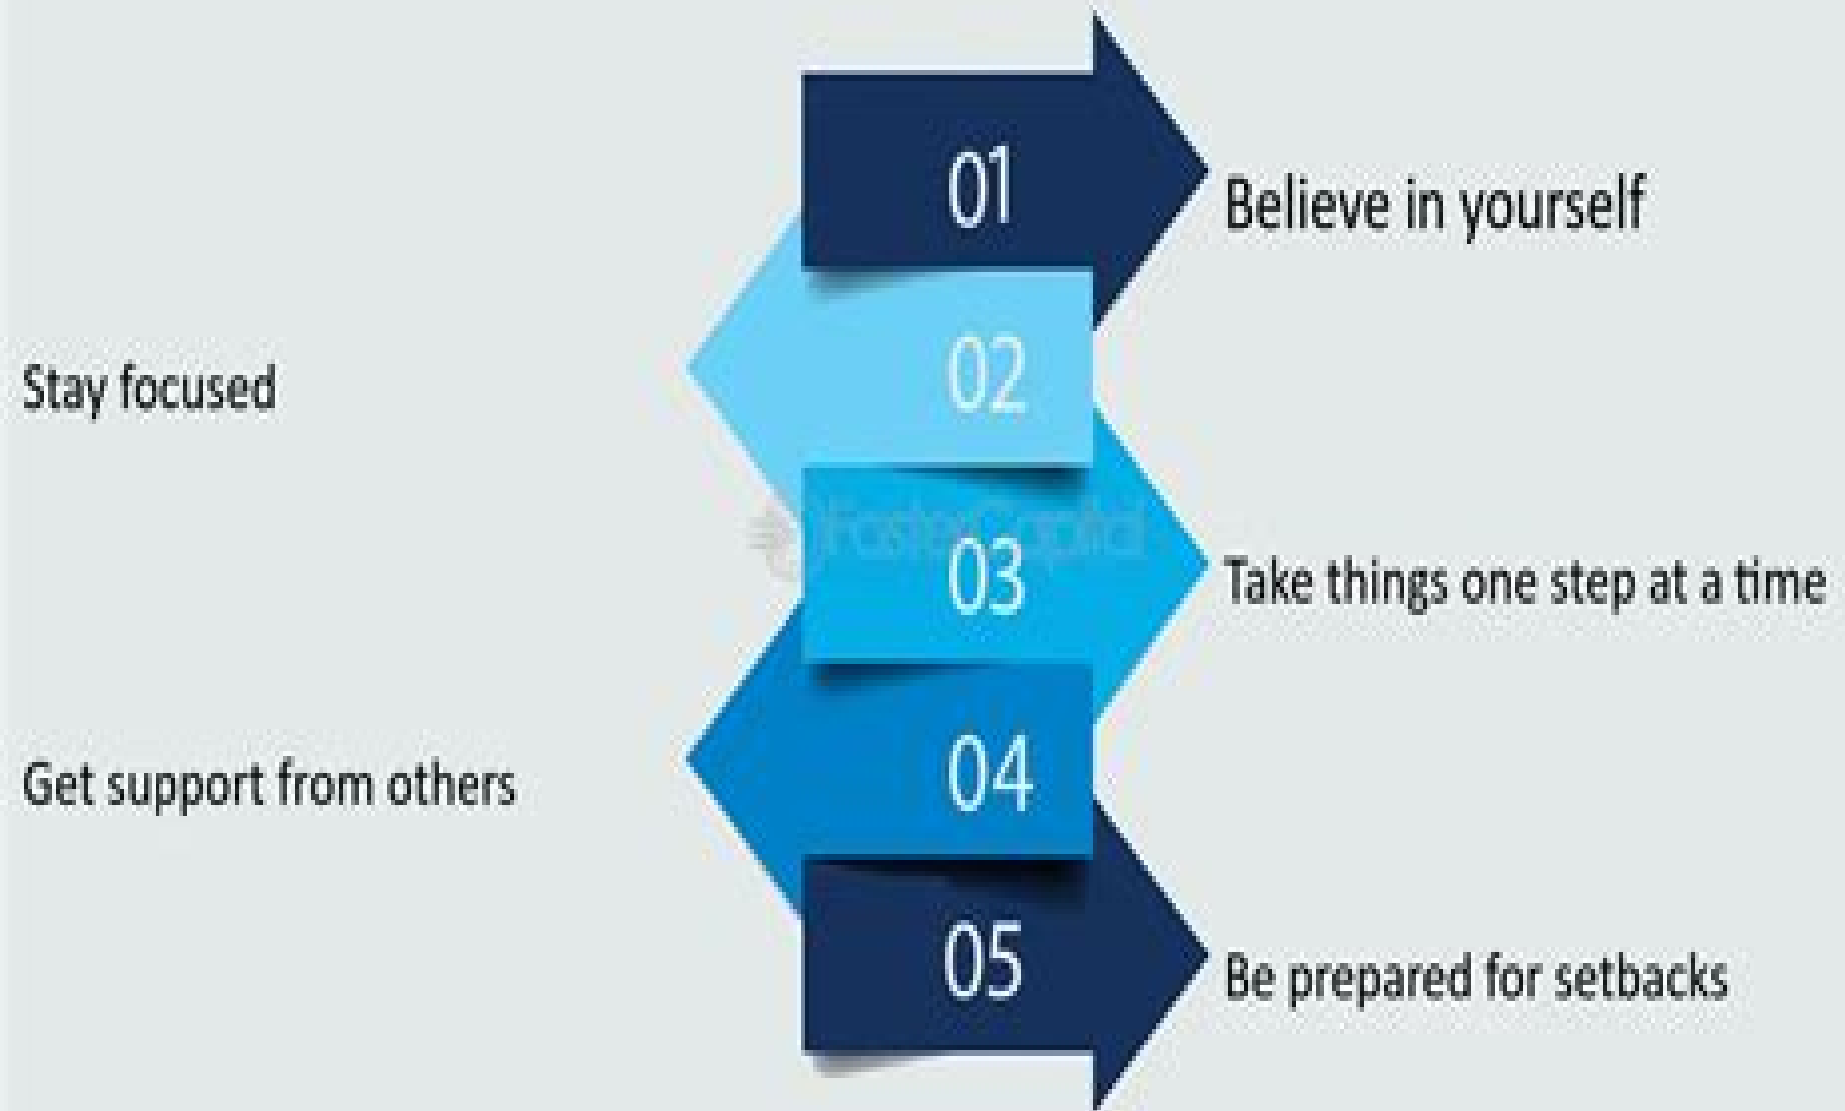 01
Believe in yourself
02
Stay focused
FasterCapital
03
Take things one step at a time
04
Get support from others
05
Be prepared for setbacks